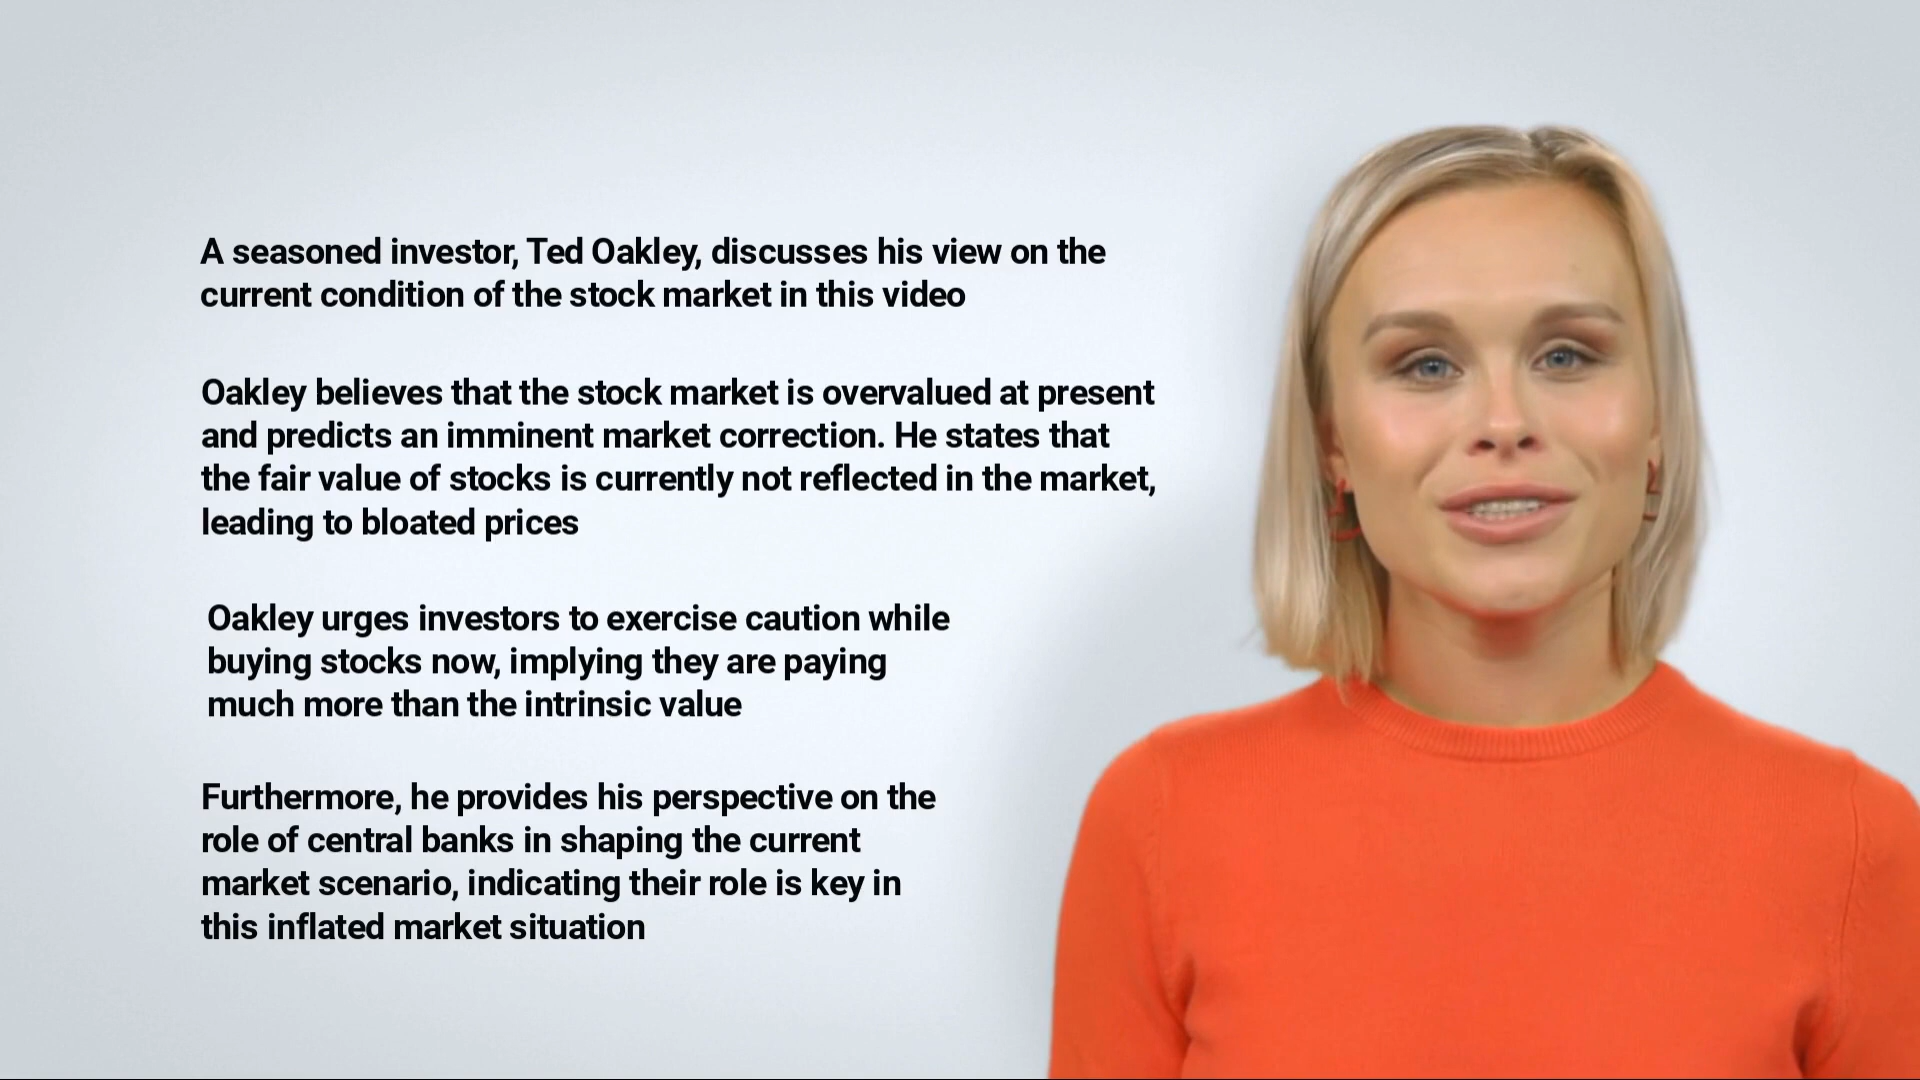 A seasoned investor, Ted Oakley, discusses his view on the
current condition of the stock market in this video
Oakley believes that the stock market is overvalued at present
and predicts an imminent market correction. He states that
the fair value of stocks is currently not reflected in the market,
leading to bloated prices
Oakley urges investors to exercise caution while
buying stocks now, implying they are paying
much more than the intrinsic value
Furthermore, he provides his perspective on the
role of central banks in shaping the current
market scenario, indicating their role is key in
this inflated market situation